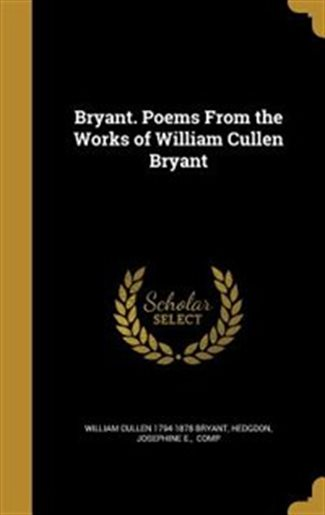 Bryant. Poems From the
Works of William Cullen
Bryant
Scholar
SELECT
WILLIAM CULLEN 1794-1878 BRYANT, HEDGDON,
JOSEPHINE E., COMP